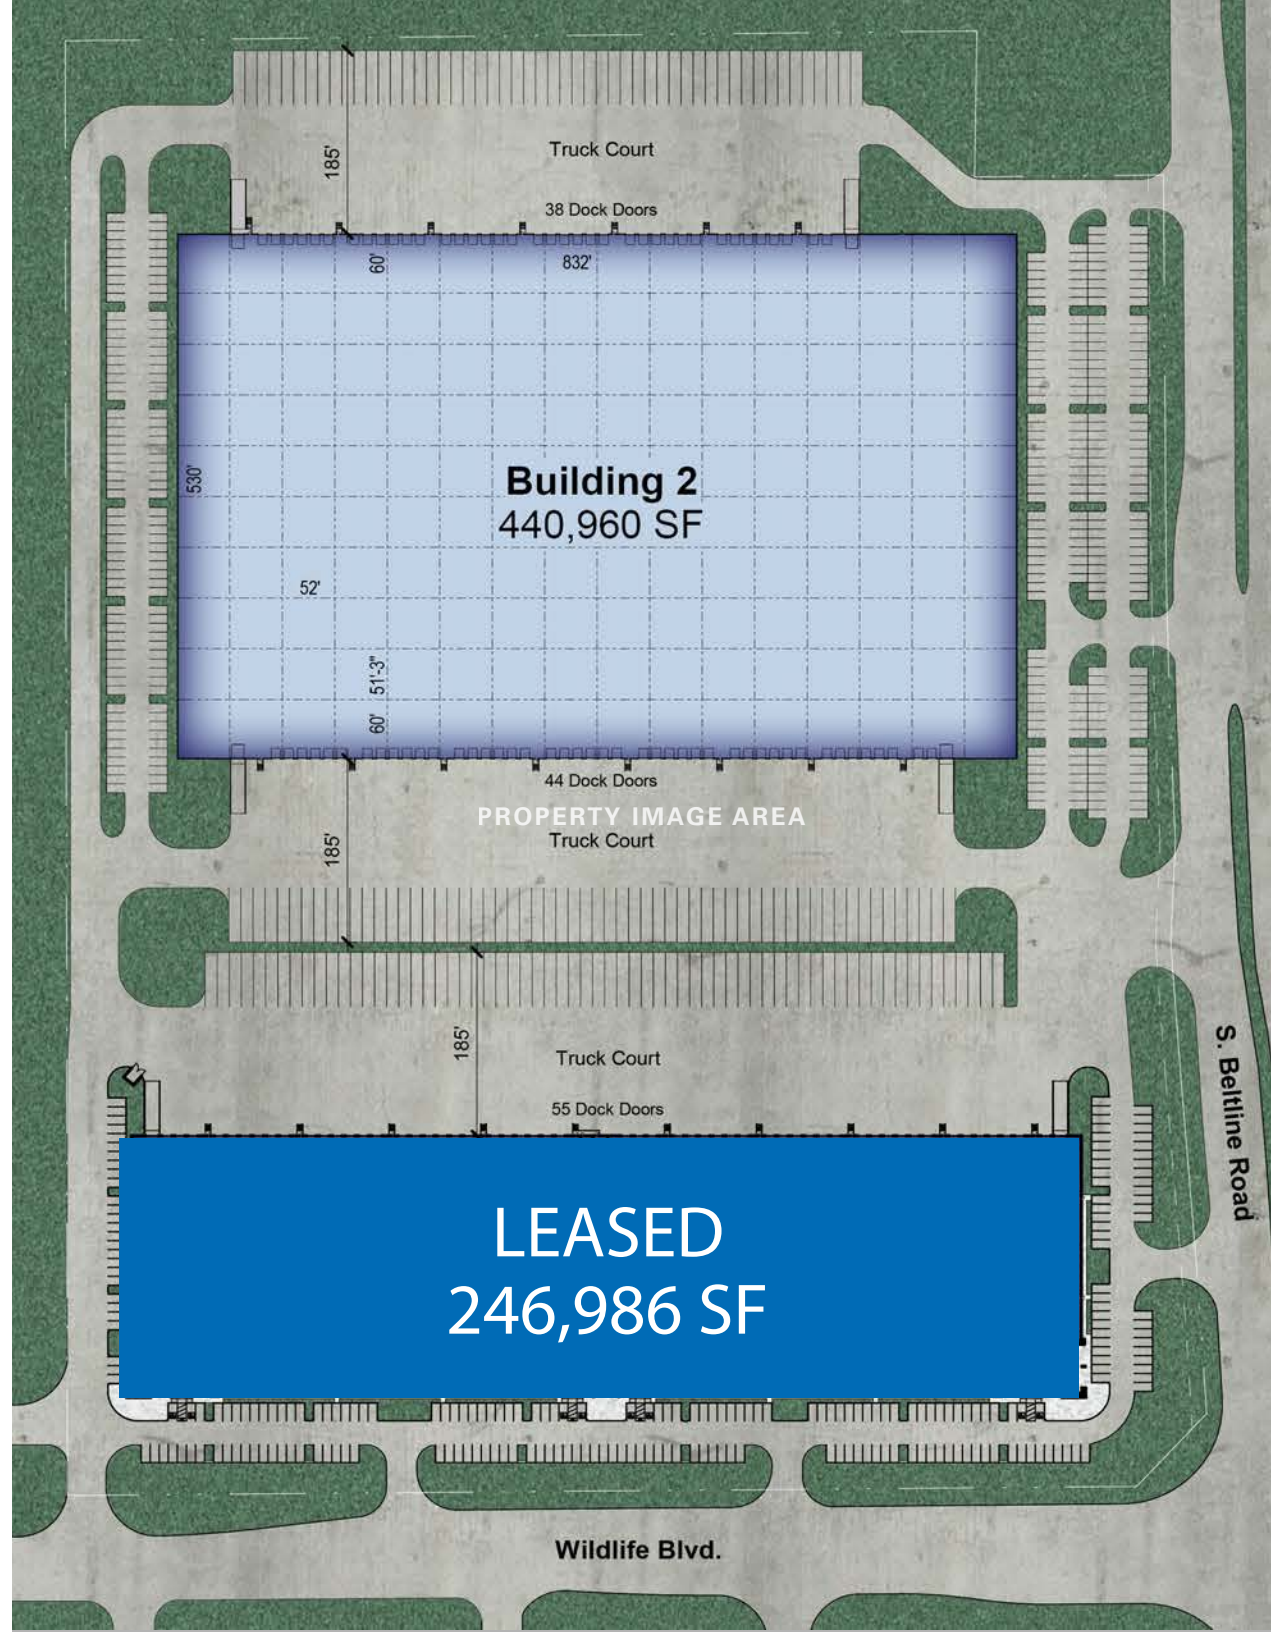 185'
Truck Court
38 Dock Doors
60'
832'
530'
Building 2
440,960 SF
52'
51'-3"
60'
44 Dock Doors
PROPERTY IMAGE AREA
Truck Court
185'
185'
Truck Court
55 Dock Doors
S. Beltline Road
LEASED
246,986 SF
Wildlife Blvd.